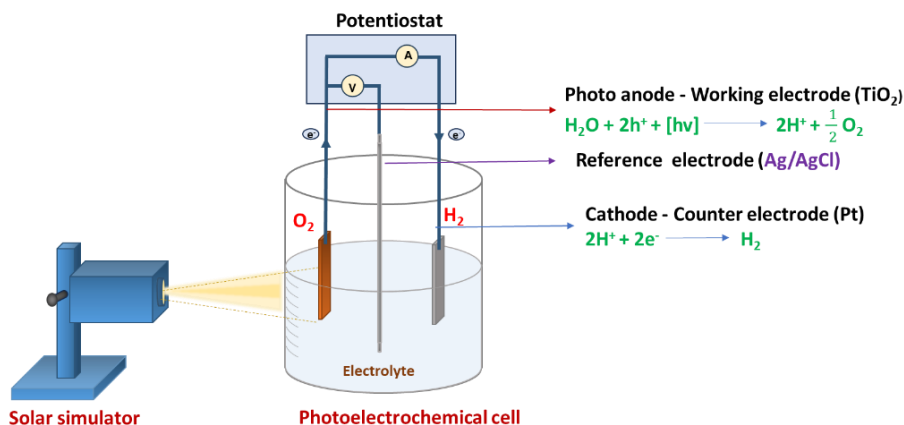 Potentiostat
A
V
Photo anode - Working electrode (TiO₂)
H₂O + 2h⁺ + [hv] ⟶ 2H⁺ + ½ O₂
e⁻
e⁻
Reference electrode (Ag/AgCl)
O₂
H₂
Cathode - Counter electrode (Pt)
2H⁺ + 2e⁻ ⟶ H₂
Electrolyte
Solar simulator
Photoelectrochemical cell